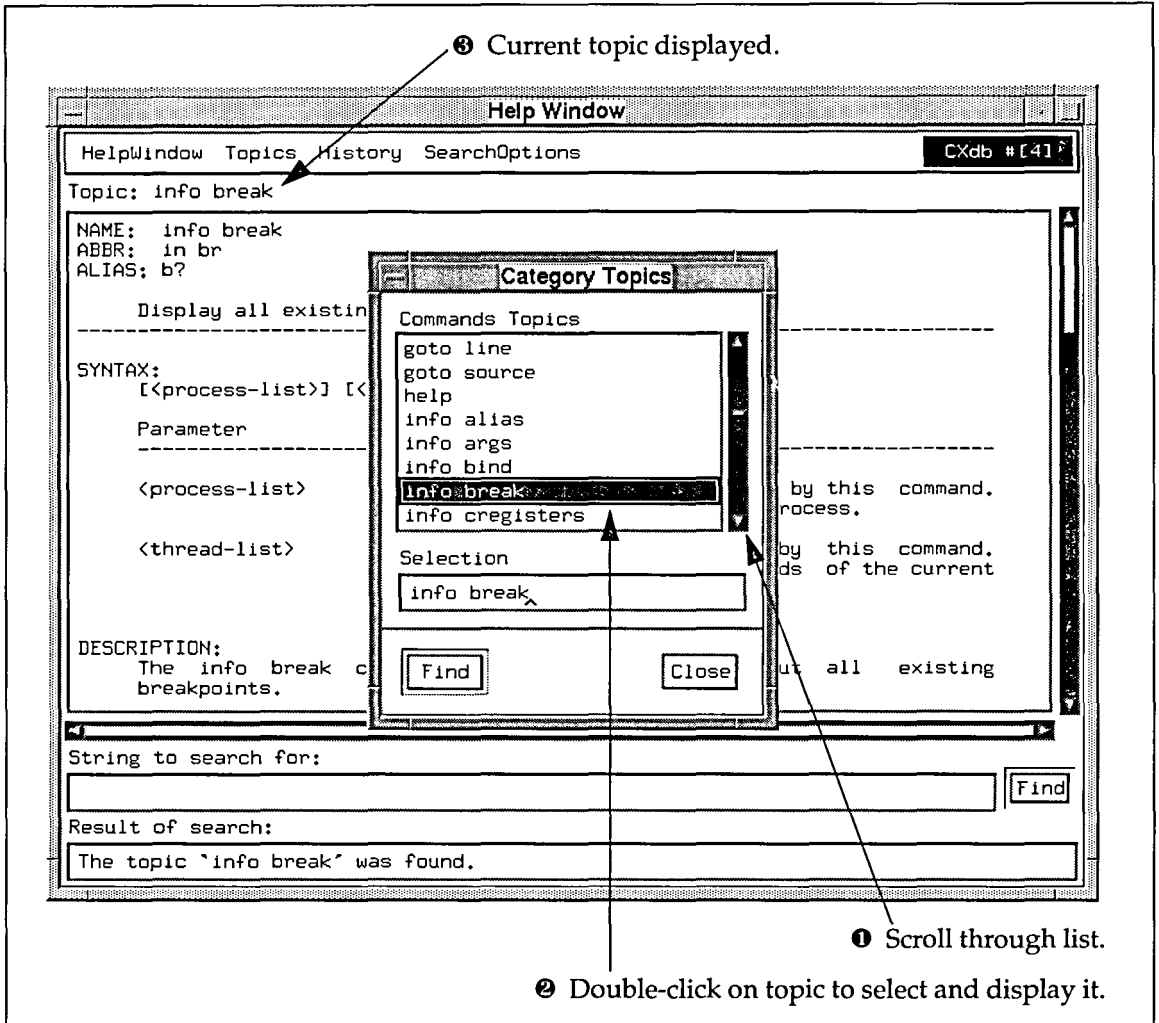 ❸ Current topic displayed.
Help Window
HelpWindow Topics History SearchOptions
CXdb #[4]
Topic: info break
NAME: info break
ABBR: in br
ALIAS: b?
Display all existin
SYNTAX:
[<process-list>] [<
Parameter
<process-list>
by this command.
rocess.
<thread-list>
by this command.
ds of the current
DESCRIPTION:
The info break c
ut all existing
breakpoints.
Category Topics
Commands Topics
goto line
goto source
help
info alias
info args
info bind
info break
info cregisters
Selection
info break
Find
Close
String to search for:
Find
Result of search:
The topic `info break´ was found.
❶ Scroll through list.
❷ Double-click on topic to select and display it.